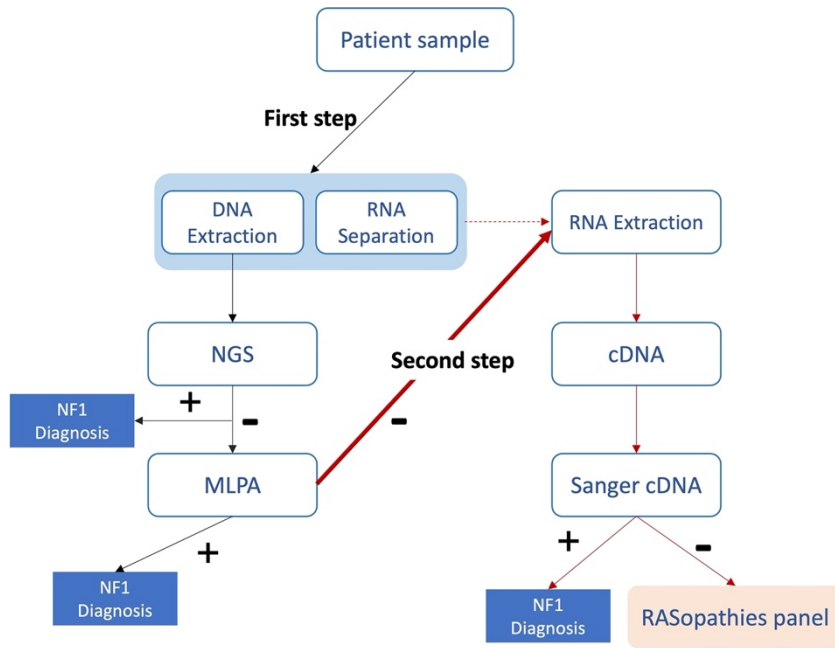 Patient sample
First step
DNA
Extraction
RNA
Separation
RNA Extraction
NGS
Second step
cDNA
+
-
NF1
Diagnosis
-
MLPA
Sanger cDNA
+
+
-
NF1
Diagnosis
NF1
Diagnosis
RASopathies panel